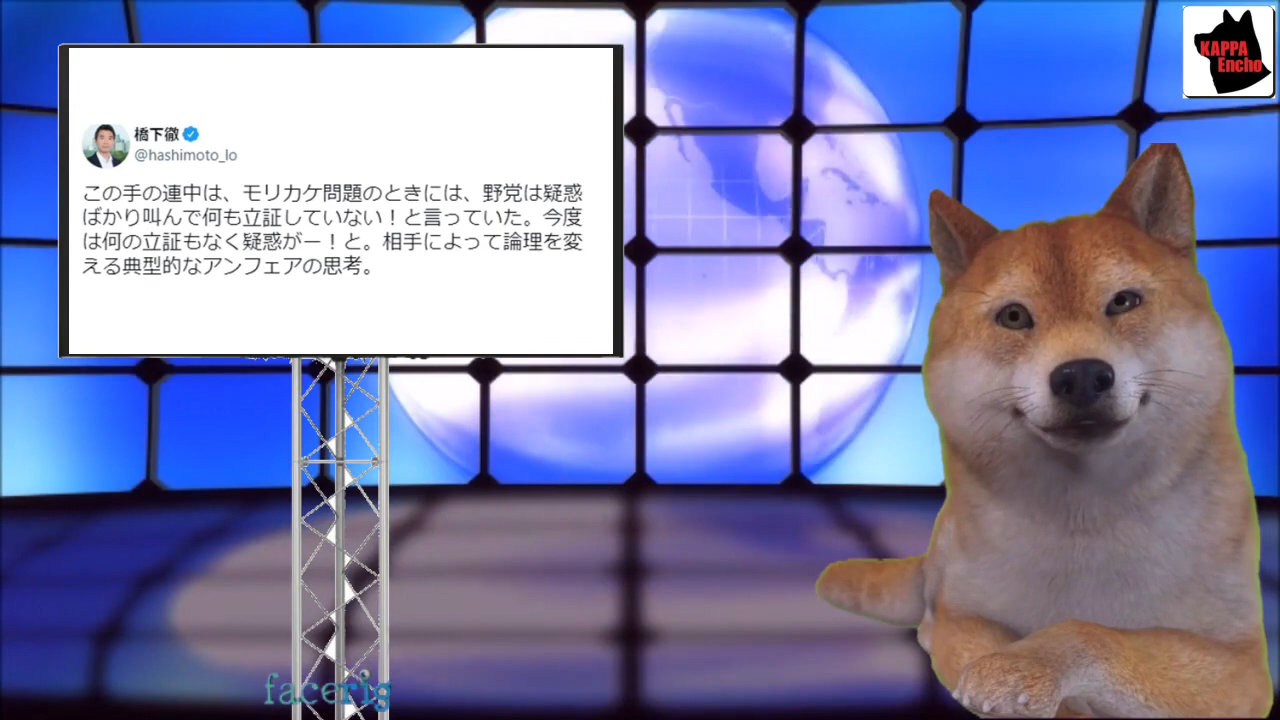 橋下徹
@hashimoto_lo
この手の連中は、モリカケ問題のときには、野党は疑惑
ばかり叫んで何も立証していない！と言っていた。今度
は何の立証もなく疑惑がー！と。相手によって論理を変
える典型的なアンフェアの思考。
KAPPA
Encho
facerig